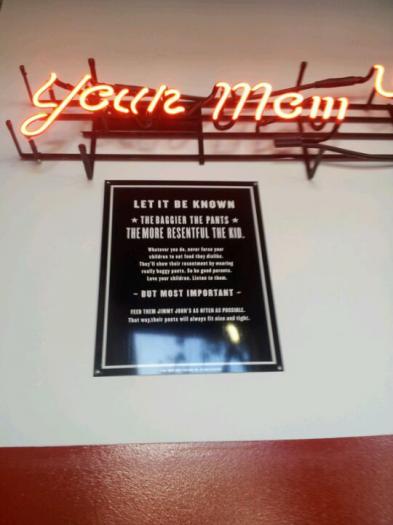 your Mom
LET IT BE KNOWN
★ THE BAGGIER THE PANTS ★
THE MORE RESENTFUL THE KID.
Whatever you do, never force your
children to eat food they dislike.
They'll show their resentment by wearing
really baggy pants. So be good parents.
Love your children. Listen to them.
– BUT MOST IMPORTANT –
FEED THEM JIMMY JOHN'S AS OFTEN AS POSSIBLE.
That way, their pants will always fit nice and tight.